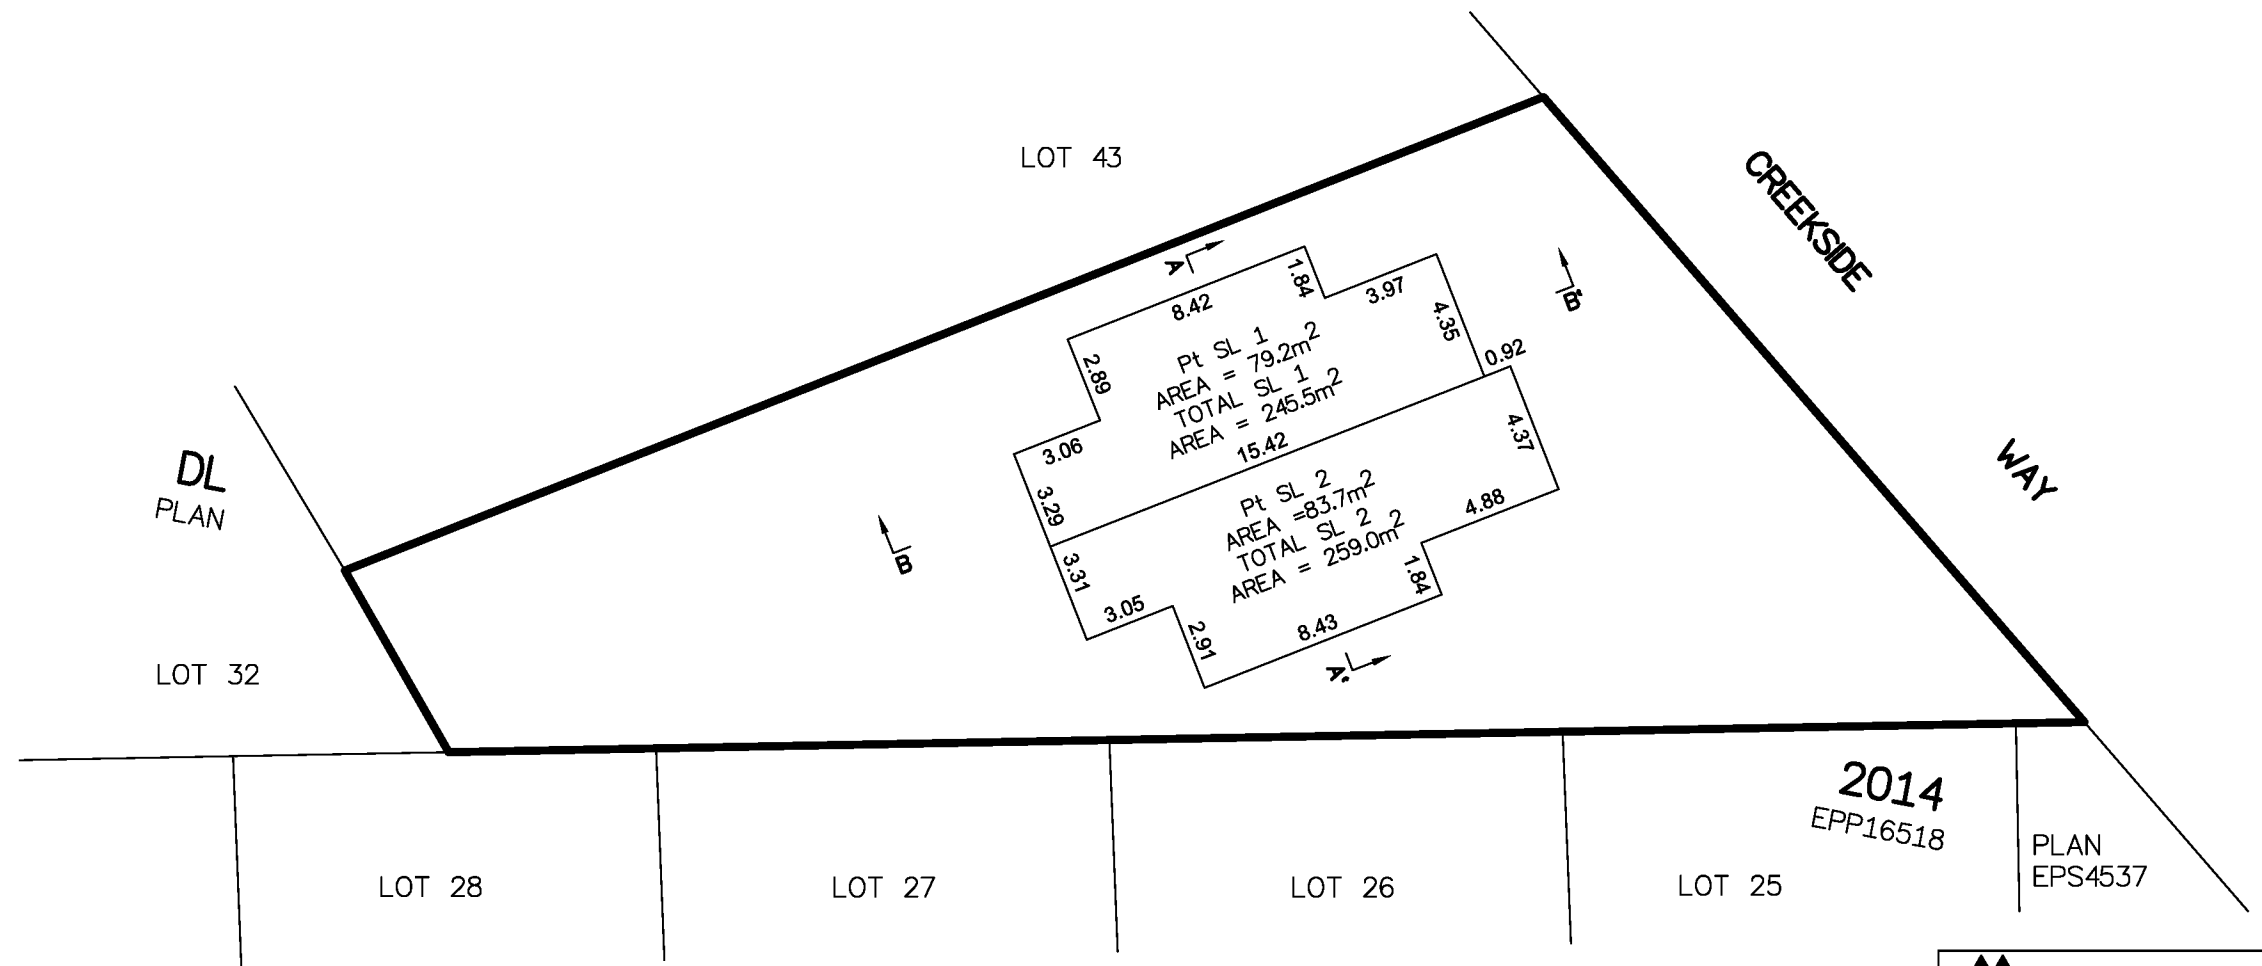 LOT 43
CREEKSIDE
WAY
A
B'
8.42
1.84
3.97
4.35
0.92
2.89
Pt SL 1
AREA = 79.2m²
TOTAL SL 1
AREA = 245.5m²
3.06
15.42
4.37
3.29
Pt SL 2
AREA =83.7m²
TOTAL SL 2
AREA = 259.0m²
4.88
3.31
3.05
1.84
2.91
8.43
B
A'
DL
PLAN
LOT 32
2014
EPP16518
PLAN
EPS4537
LOT 28
LOT 27
LOT 26
LOT 25